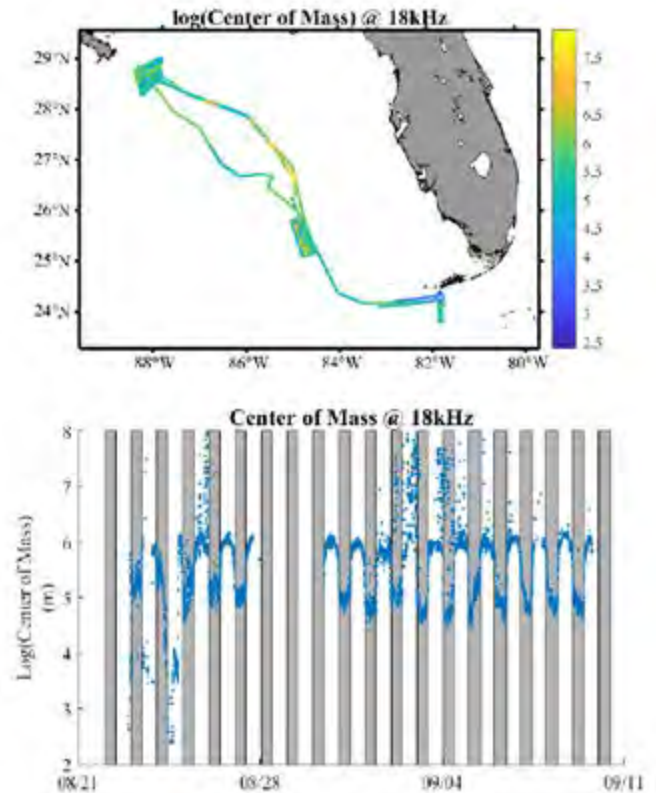 log(Center of Mass) @ 18kHz
29°N
28°N
27°N
26°N
25°N
24°N
88°W
86°W
84°W
82°W
80°W
7.5
7
6.5
6
5.5
5
4.5
4
3.5
3
2.5
Center of Mass @ 18kHz
Log(Center of Mass)
(m)
8
7
6
5
4
3
2
08/21
08/28
09/04
09/11